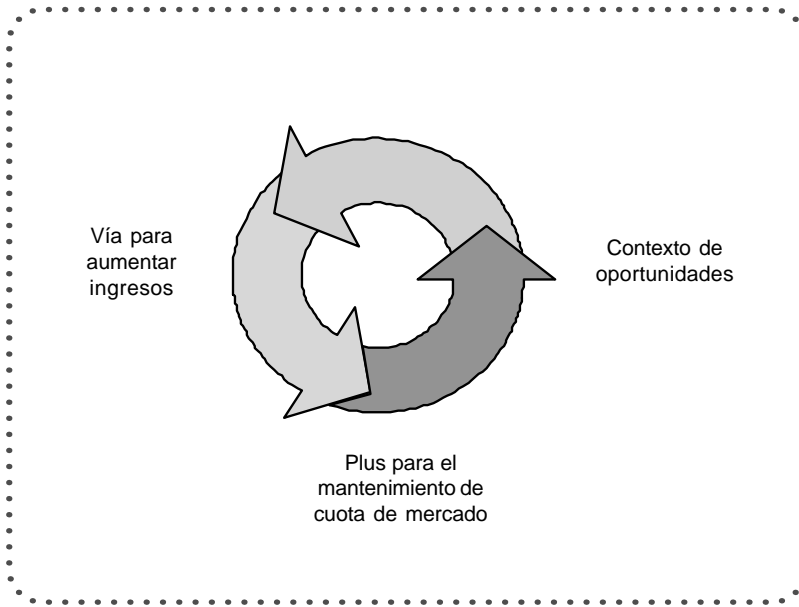 Vía para
aumentar
ingresos
Contexto de
oportunidades
Plus para el
mantenimiento de
cuota de mercado